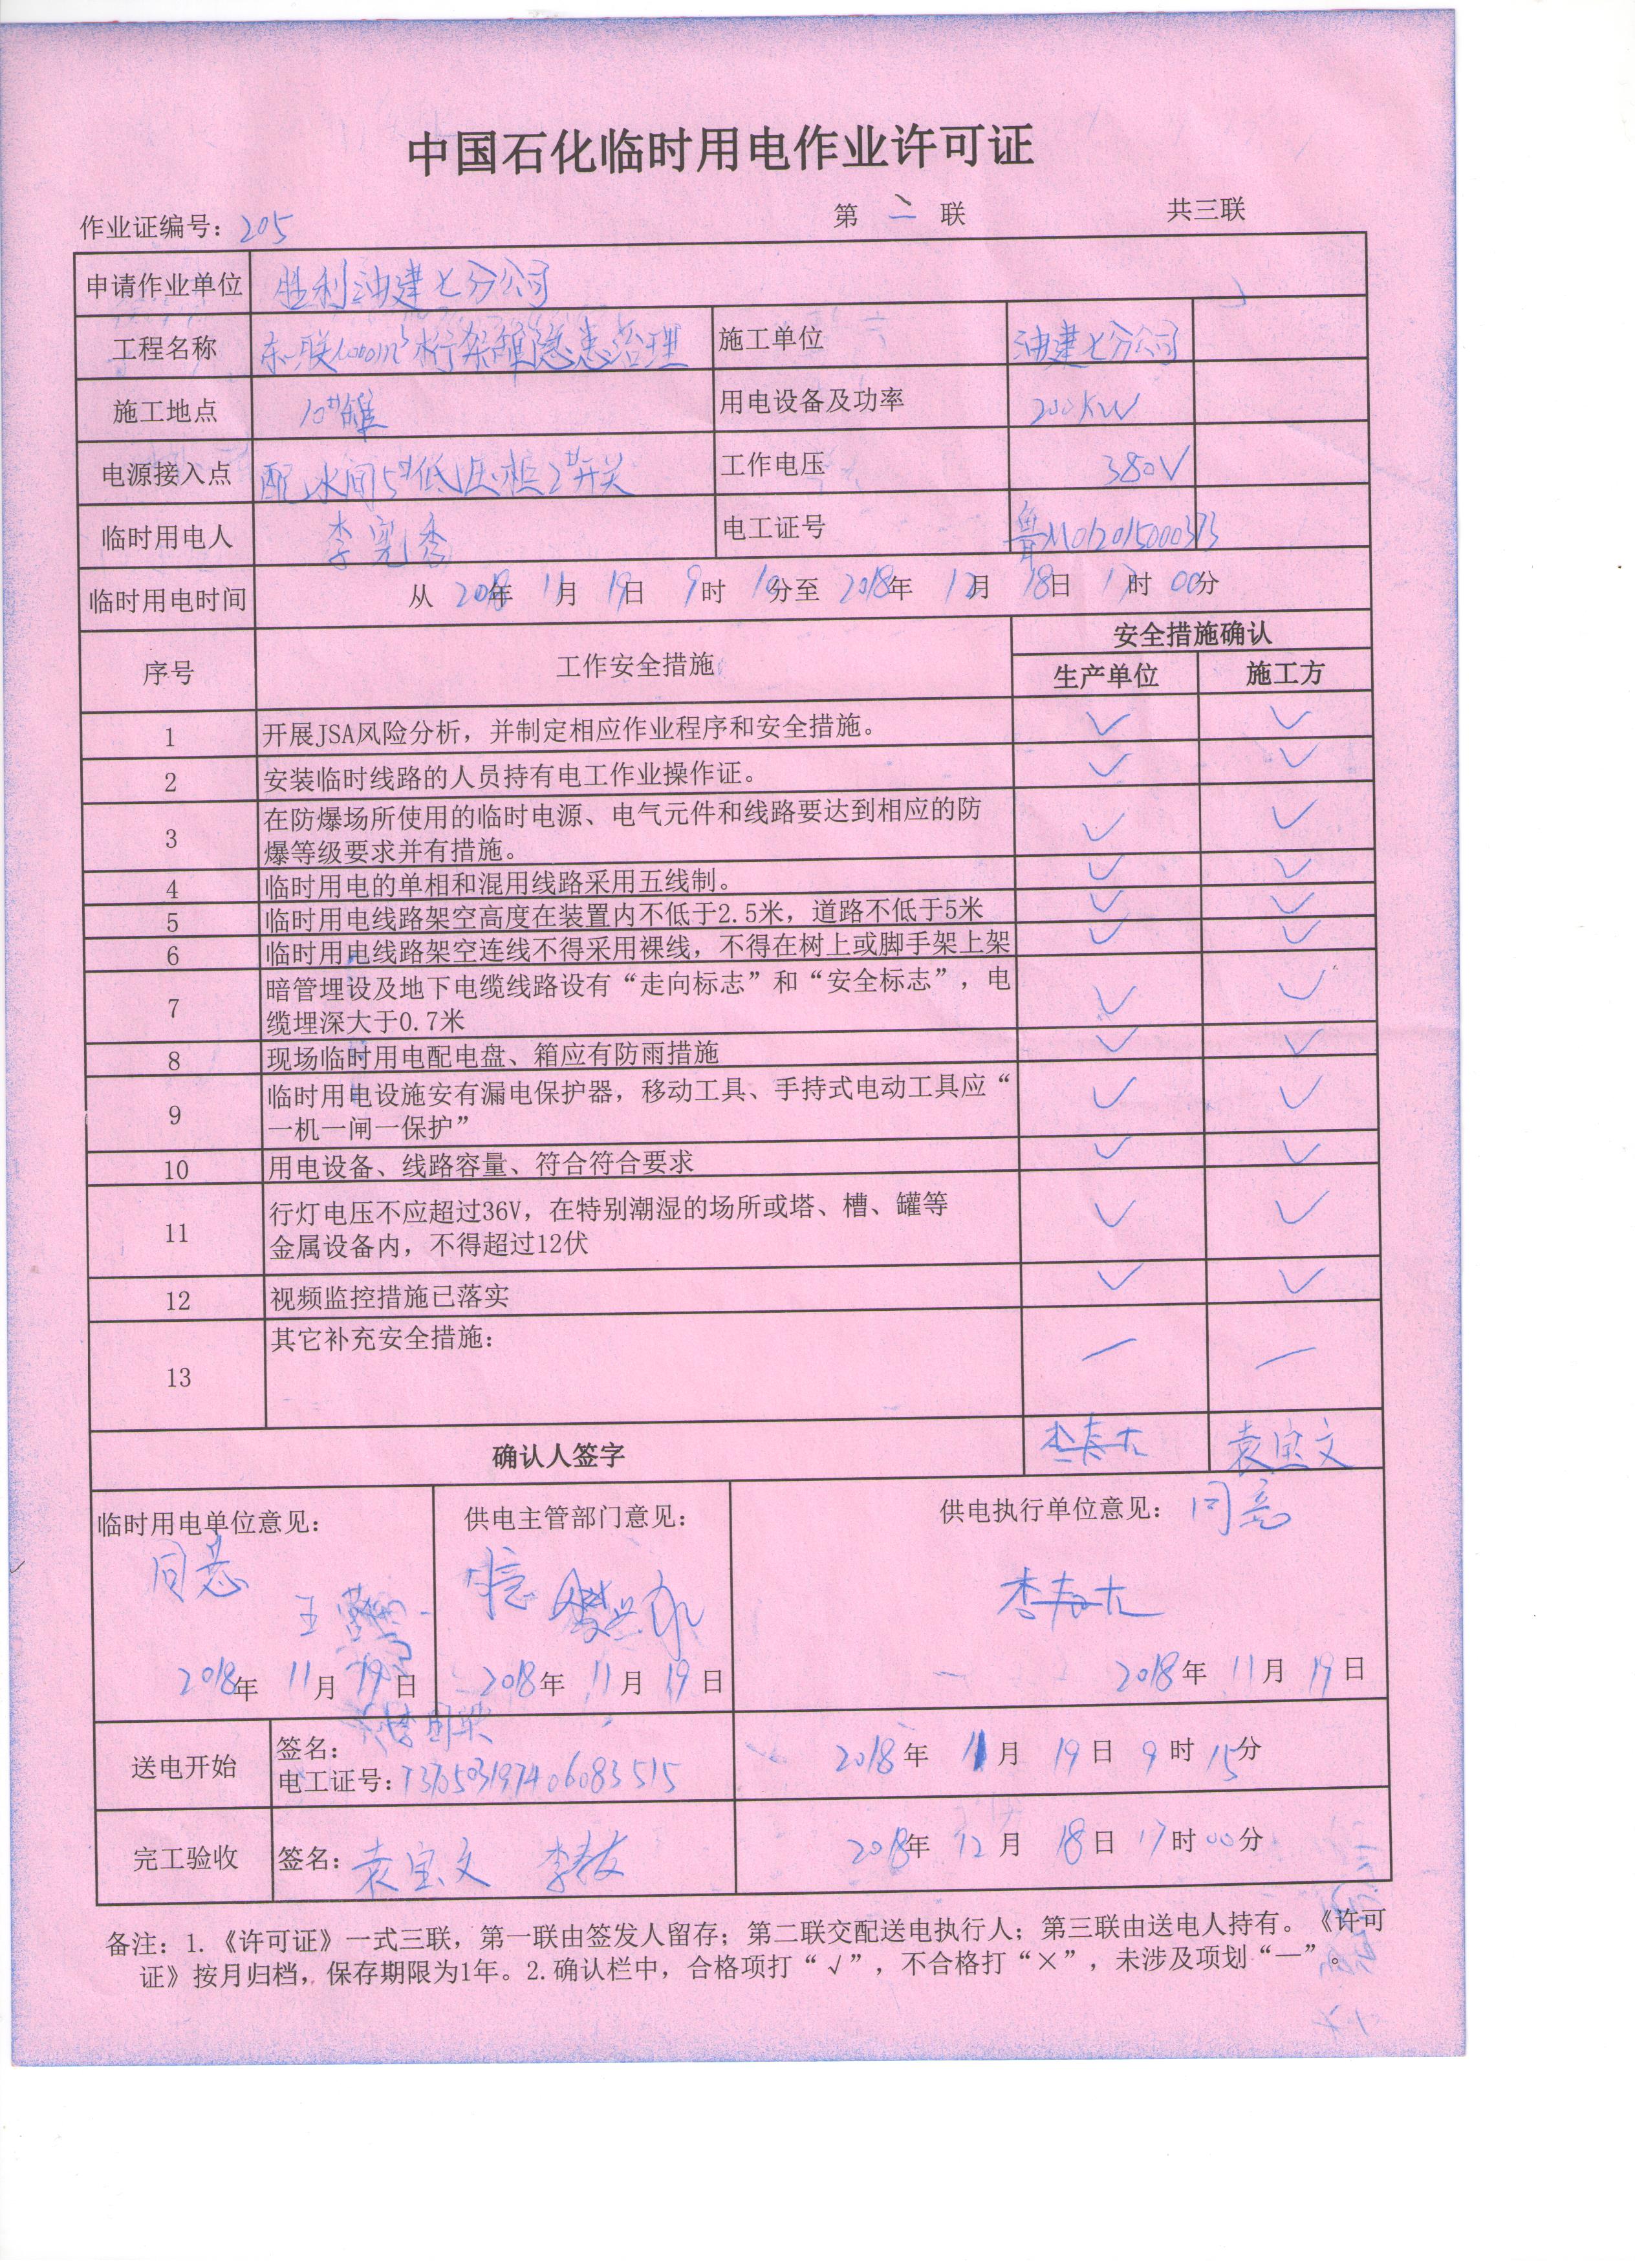 中国石化临时用电作业许可证
作业证编号：205 第 二 联 共三联
申请作业单位 胜利油建七分公司
工程名称 东联1000m³桁架罐隐患治理 施工单位 油建七分公司
施工地点 10#罐 用电设备及功率 200KW
电源接入点 配水间5#低压柜2#开关 工作电压 380V
临时用电人 李宪秀 电工证号 鲁M012015000373
临时用电时间 从 2018年 11月 19日 9时 10分至 2018年 12月 18日 17时 00分
序号 工作安全措施 安全措施确认
生产单位 施工方
1 开展JSA风险分析，并制定相应作业程序和安全措施。 ✓ ✓
2 安装临时线路的人员持有电工作业操作证。 ✓ ✓
3 在防爆场所使用的临时电源、电气元件和线路要达到相应的防
爆等级要求并有措施。 ✓ ✓
4 临时用电的单相和混用线路采用五线制。 ✓ ✓
5 临时用电线路架空高度在装置内不低于2.5米，道路不低于5米 ✓ ✓
6 临时用电线路架空连线不得采用裸线，不得在树上或脚手架上架 ✓ ✓
7 暗管埋设及地下电缆线路设有“走向标志”和“安全标志”，电
缆埋深大于0.7米 ✓ ✓
8 现场临时用电配电盘、箱应有防雨措施 ✓ ✓
9 临时用电设施安有漏电保护器，移动工具、手持式电动工具应“
一机一闸一保护” ✓ ✓
10 用电设备、线路容量、符合符合要求 ✓ ✓
11 行灯电压不应超过36V，在特别潮湿的场所或塔、槽、罐等
金属设备内，不得超过12伏 ✓ ✓
12 视频监控措施已落实 ✓ ✓
13 其它补充安全措施： — —
确认人签字 袁宝文
临时用电单位意见： 供电主管部门意见： 供电执行单位意见：同意
同意 同意
2018年 11月 19日 2018年 11月 19日 2018年 11月 19日
送电开始 签名： 2018年 11月 19日 9时 15分
电工证号：T370503197406083515
完工验收 签名：袁宝文 2018年 12月 18日 17时 00分
备注：1.《许可证》一式三联，第一联由签发人留存；第二联交配送电执行人；第三联由送电人持有。《许可
证》按月归档，保存期限为1年。2.确认栏中，合格项打“√”，不合格打“×”，未涉及项划“—”。